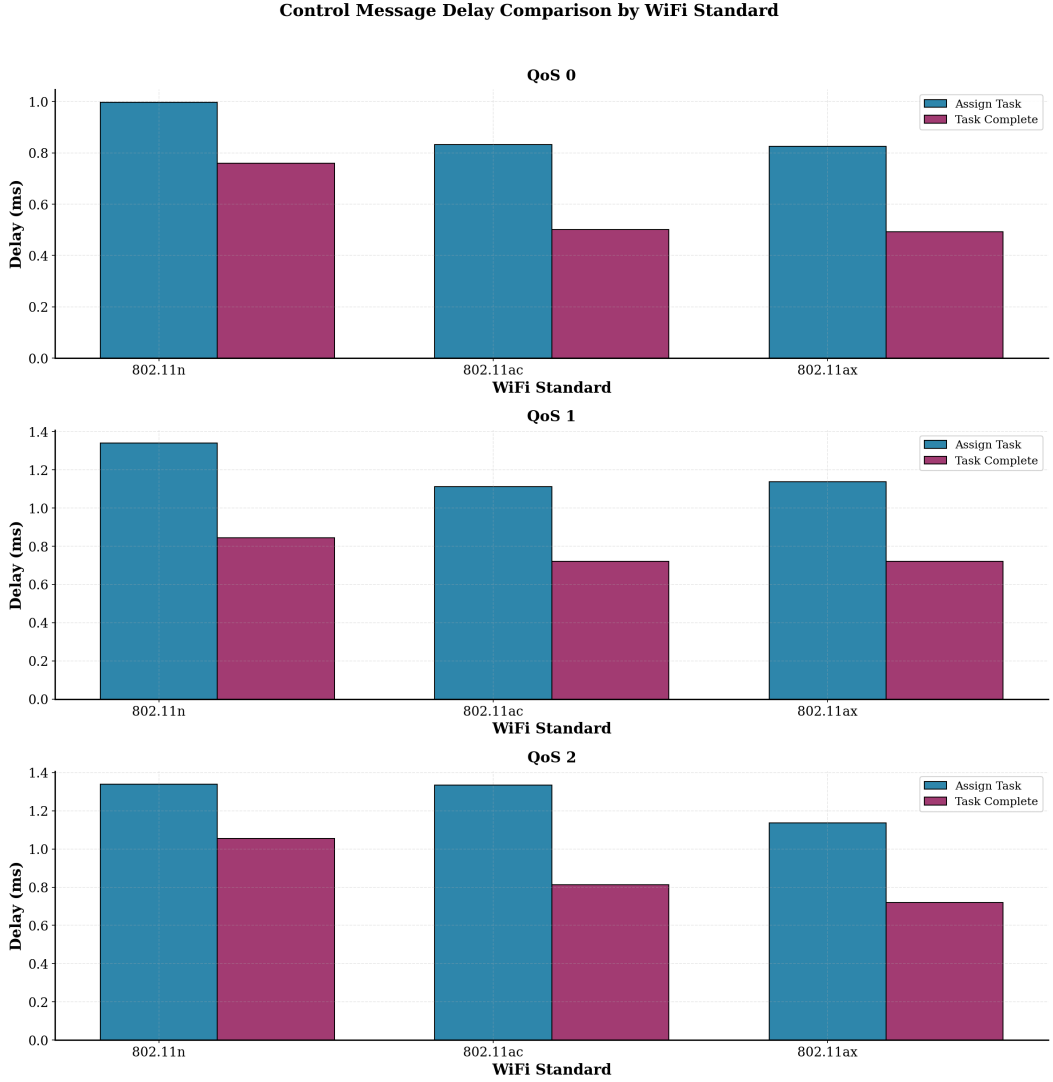 Control Message Delay Comparison by WiFi Standard
QoS 0
Assign Task
Task Complete
Delay (ms)
1.0
0.8
0.6
0.4
0.2
0.0
802.11n 802.11ac 802.11ax
WiFi Standard
QoS 1
Assign Task
Task Complete
Delay (ms)
1.4
1.2
1.0
0.8
0.6
0.4
0.2
0.0
802.11n 802.11ac 802.11ax
WiFi Standard
QoS 2
Assign Task
Task Complete
Delay (ms)
1.4
1.2
1.0
0.8
0.6
0.4
0.2
0.0
802.11n 802.11ac 802.11ax
WiFi Standard